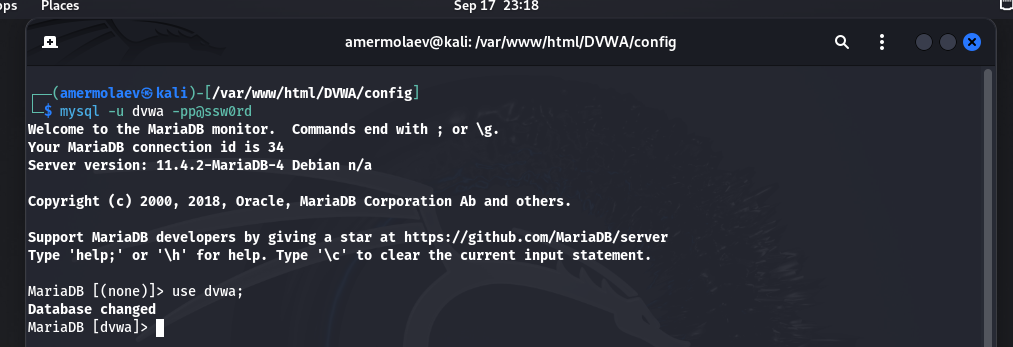 ops Places Sep 17 23:18
amermolaev@kali: /var/www/html/DVWA/config
┌──(amermolaev㉿kali)-[/var/www/html/DVWA/config]
└─$ mysql -u dvwa -pp@ssw0rd
Welcome to the MariaDB monitor.  Commands end with ; or \g.
Your MariaDB connection id is 34
Server version: 11.4.2-MariaDB-4 Debian n/a
Copyright (c) 2000, 2018, Oracle, MariaDB Corporation Ab and others.
Support MariaDB developers by giving a star at https://github.com/MariaDB/server
Type 'help;' or '\h' for help. Type '\c' to clear the current input statement.
MariaDB [(none)]> use dvwa;
Database changed
MariaDB [dvwa]>